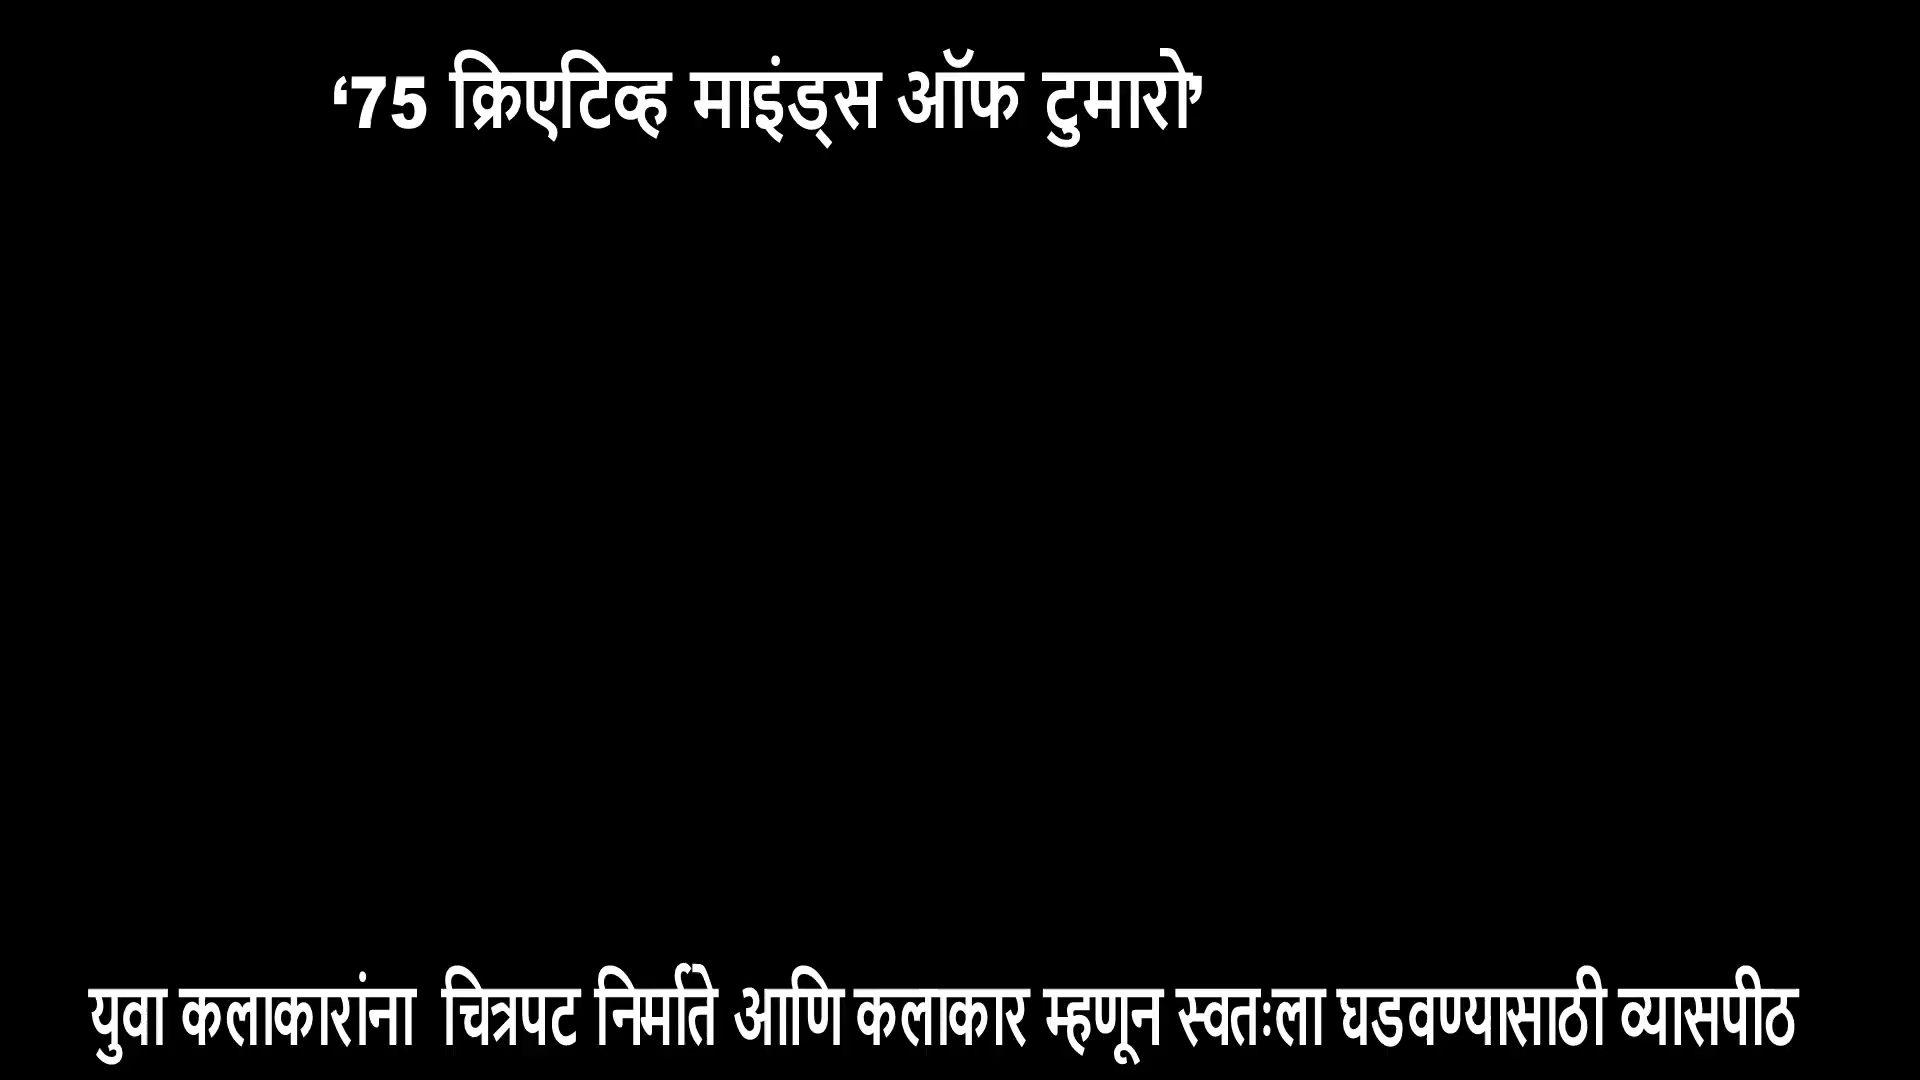 ‘75 क्रिएटिव्ह माइंड्स ऑफ टुमारो’
युवा कलाकारांना चित्रपट निर्माते आणि कलाकार म्हणून स्वतःला घडवण्यासाठी व्यासपीठ